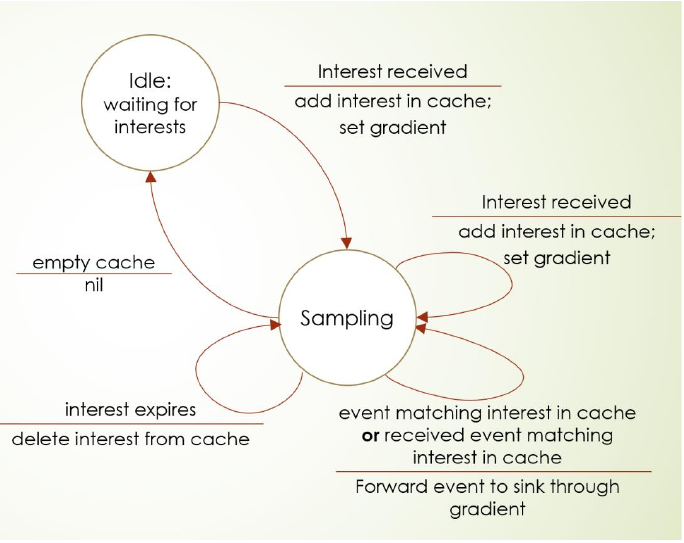 Idle:
waiting for
interests
Interest received
add interest in cache;
set gradient
Interest received
add interest in cache;
set gradient
empty cache
nil
Sampling
interest expires
delete interest from cache
event matching interest in cache
or received event matching
interest in cache
Forward event to sink through
gradient